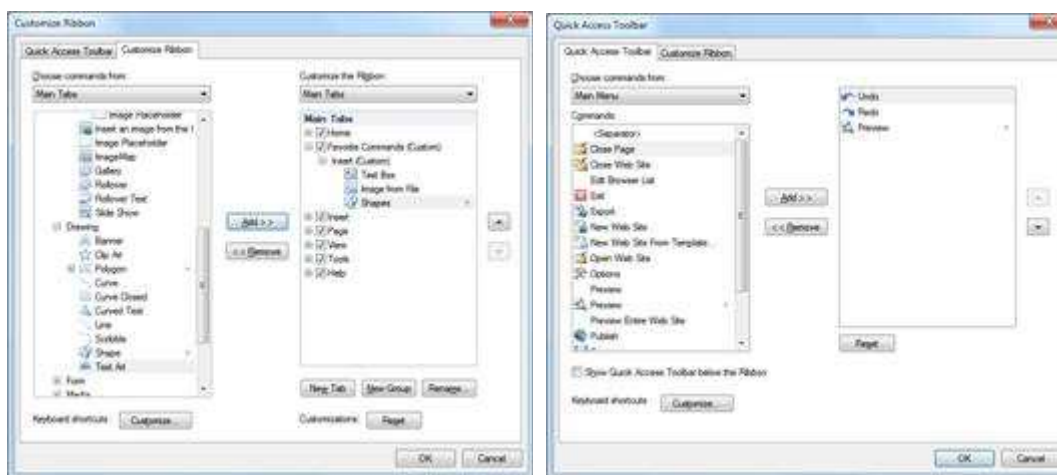 Customize Ribbon
Quick Access Toolbar
Customize Ribbon
Choose commands from:
Main Tabs
Image Placeholder
Insert an image from the
Image Placeholder
ImageMap
Gallery
Rollover
Rollover Text
Slide Show
Drawing
Banner
Clip Art
Polygon
Curve
Curve Closed
Curved Text
Line
Scribble
Shape
Text Art
Form
Media
Keyboard shortcuts
Customize...
Add >>
<< Remove
Customize the Ribbon:
Main Tabs
Main Tabs
Home
Favorite Commands (Custom)
Insert (Custom)
Text Box
Image from File
Shapes
Insert
Page
View
Tools
Help
New Tab
New Group
Rename...
Customizations:
Reset
OK
Cancel
Quick Access Toolbar
Quick Access Toolbar
Customize Ribbon
Choose commands from:
Main Menu
Commands:
<Separator>
Close Page
Close Web Site
Edit Browser List
Exit
Export
New Web Site
New Web Site From Template...
Open Web Site
Options
Preview
Preview
Preview Entire Web Site
Publish
Add >>
<< Remove
Undo
Redo
Preview
Reset
Show Quick Access Toolbar below the Ribbon
Keyboard shortcuts
Customize...
OK
Cancel